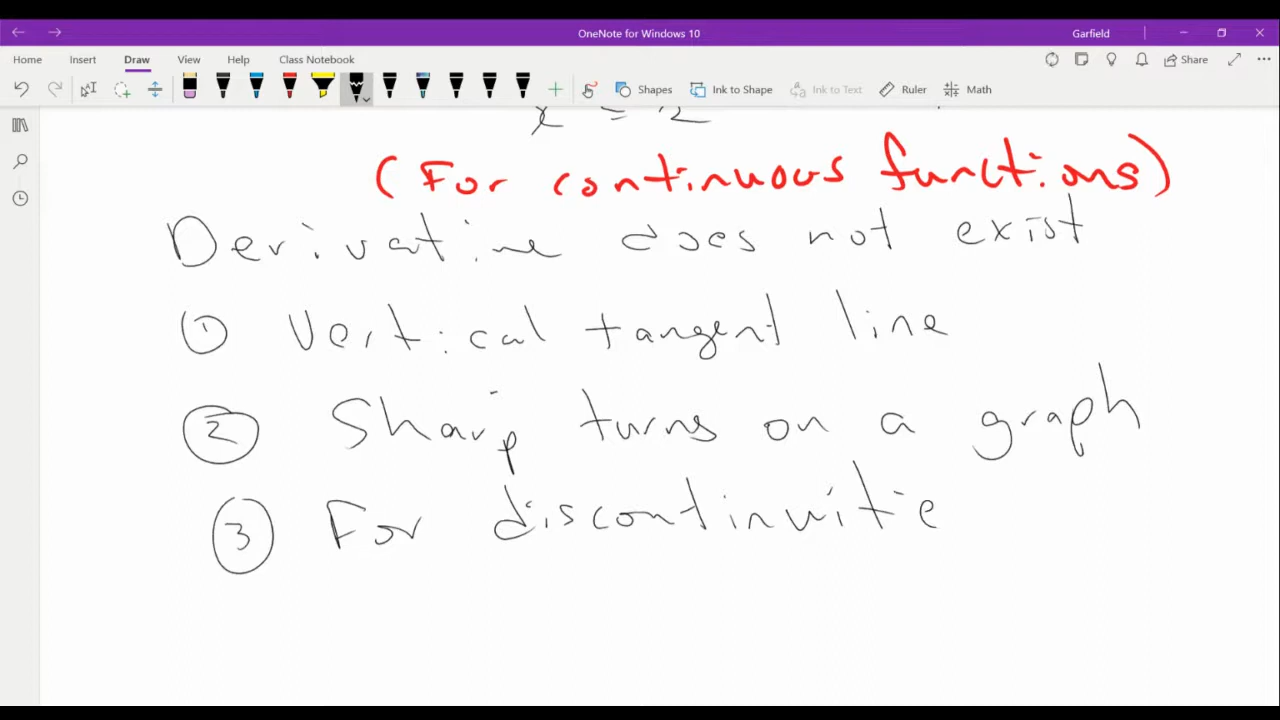 OneNote for Windows 10
Garfield
Home Insert Draw View Help Class Notebook
Share
Shapes Ink to Shape Ink to Text Ruler Math
x = 2
(For continuous functions)
Derivative does not exist
① Vertical tangent line
② Sharp turns on a graph
③ For discontinuitie